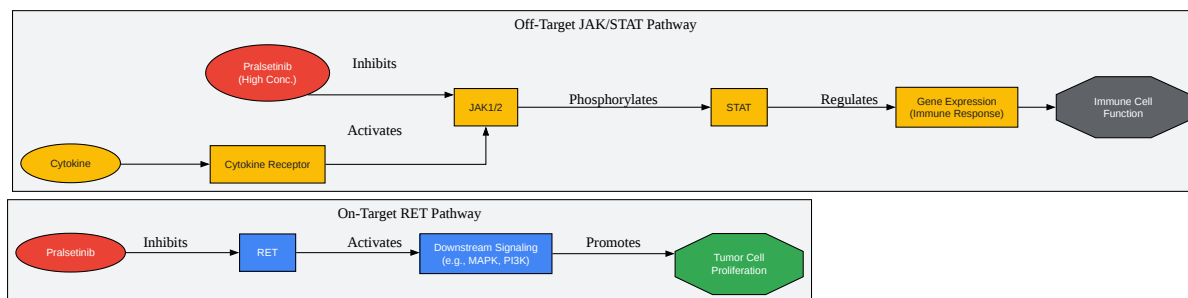 Off-Target JAK/STAT Pathway
Pralsetinib
(High Conc.)
Inhibits
JAK1/2
Phosphorylates
STAT
Regulates
Gene Expression
(Immune Response)
Immune Cell
Function
Activates
Cytokine
Cytokine Receptor
On-Target RET Pathway
Pralsetinib
Inhibits
RET
Activates
Downstream Signaling
(e.g., MAPK, PI3K)
Promotes
Tumor Cell
Proliferation